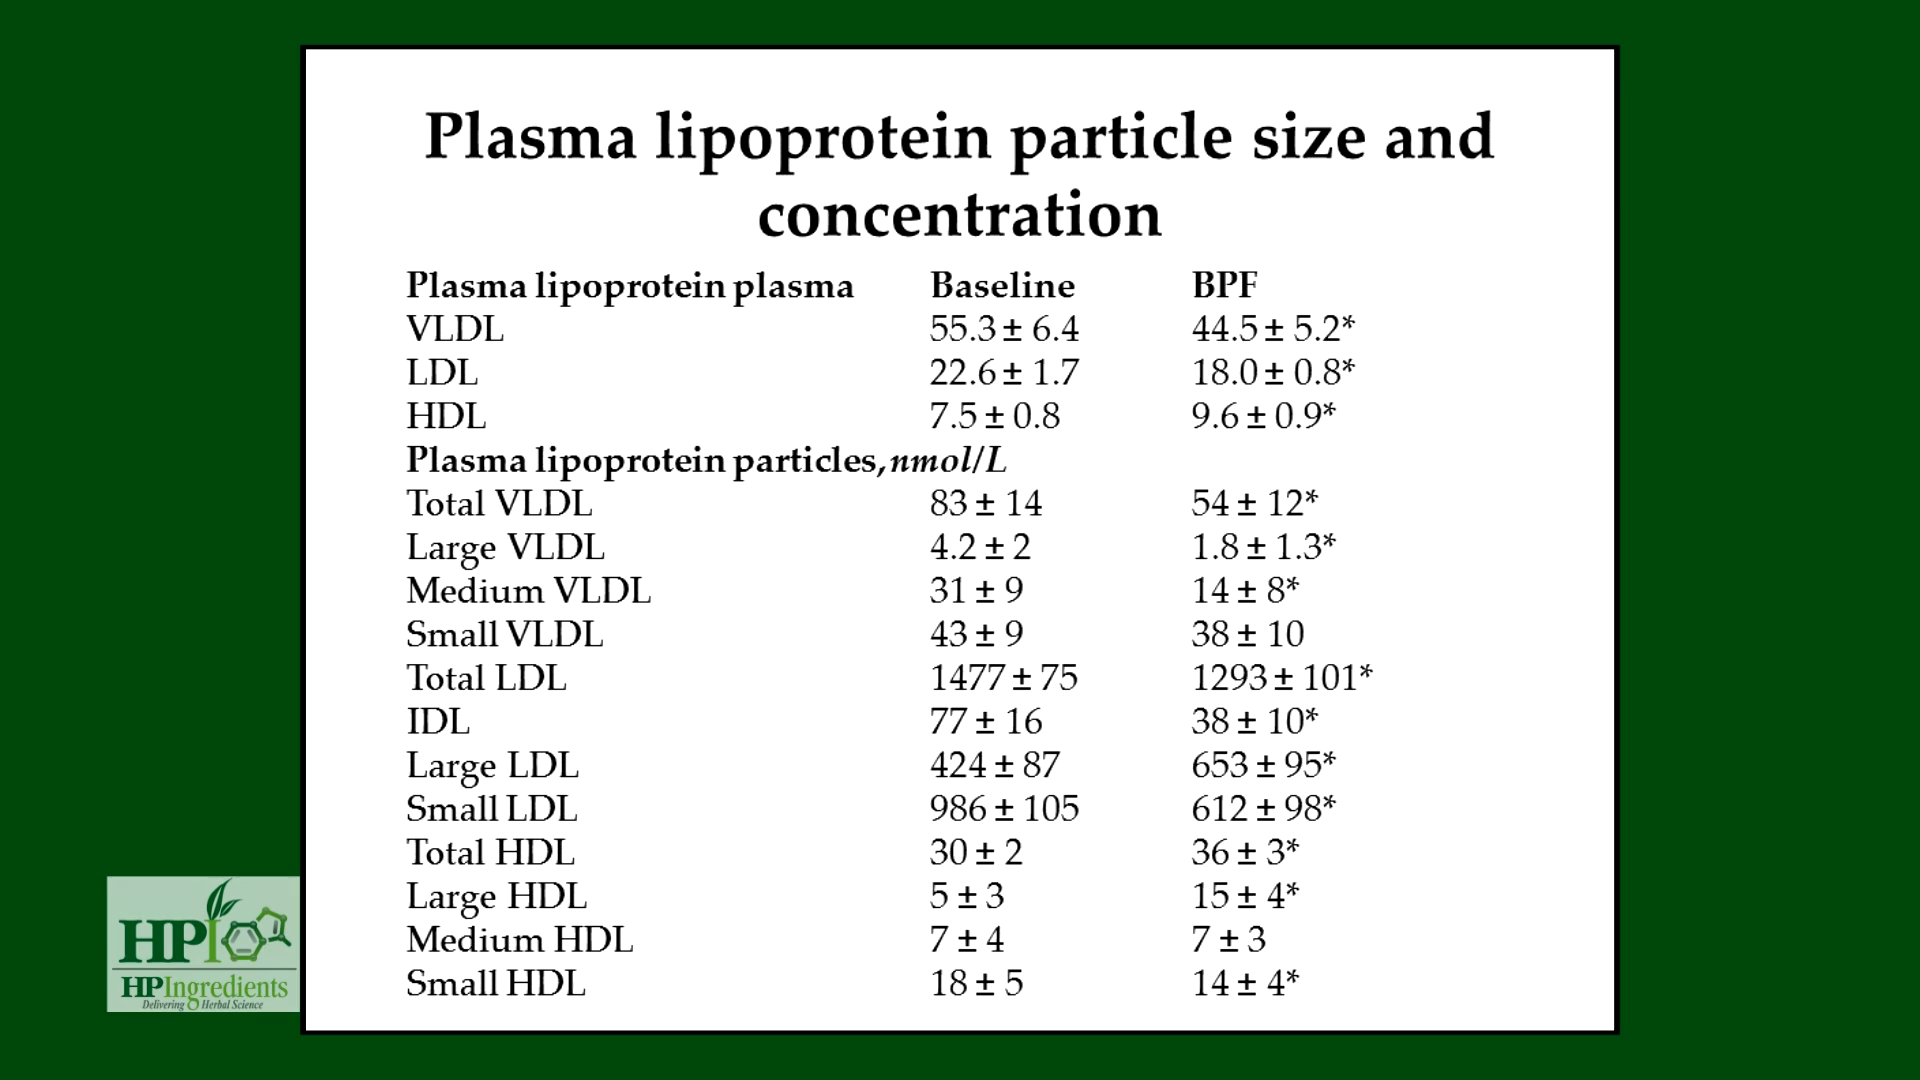 Plasma lipoprotein particle size and
concentration
Plasma lipoprotein plasma Baseline BPF
VLDL 55.3 ± 6.4 44.5 ± 5.2*
LDL 22.6 ± 1.7 18.0 ± 0.8*
HDL 7.5 ± 0.8 9.6 ± 0.9*
Plasma lipoprotein particles, nmol/L
Total VLDL 83 ± 14 54 ± 12*
Large VLDL 4.2 ± 2 1.8 ± 1.3*
Medium VLDL 31 ± 9 14 ± 8*
Small VLDL 43 ± 9 38 ± 10
Total LDL 1477 ± 75 1293 ± 101*
IDL 77 ± 16 38 ± 10*
Large LDL 424 ± 87 653 ± 95*
Small LDL 986 ± 105 612 ± 98*
Total HDL 30 ± 2 36 ± 3*
Large HDL 5 ± 3 15 ± 4*
Medium HDL 7 ± 4 7 ± 3
Small HDL 18 ± 5 14 ± 4*
HPI
HPIngredients
Delivering Herbal Science